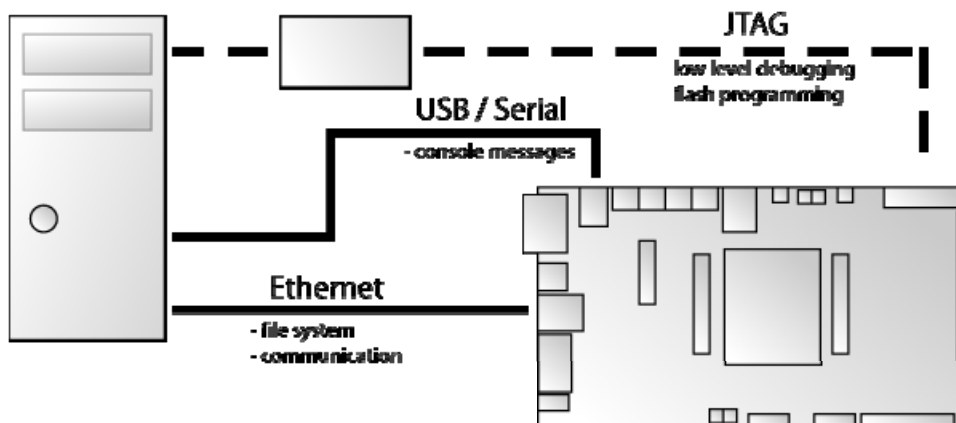 JTAG
low level debugging
flash programming
USB / Serial
- console messages
Ethernet
- file system
- communication